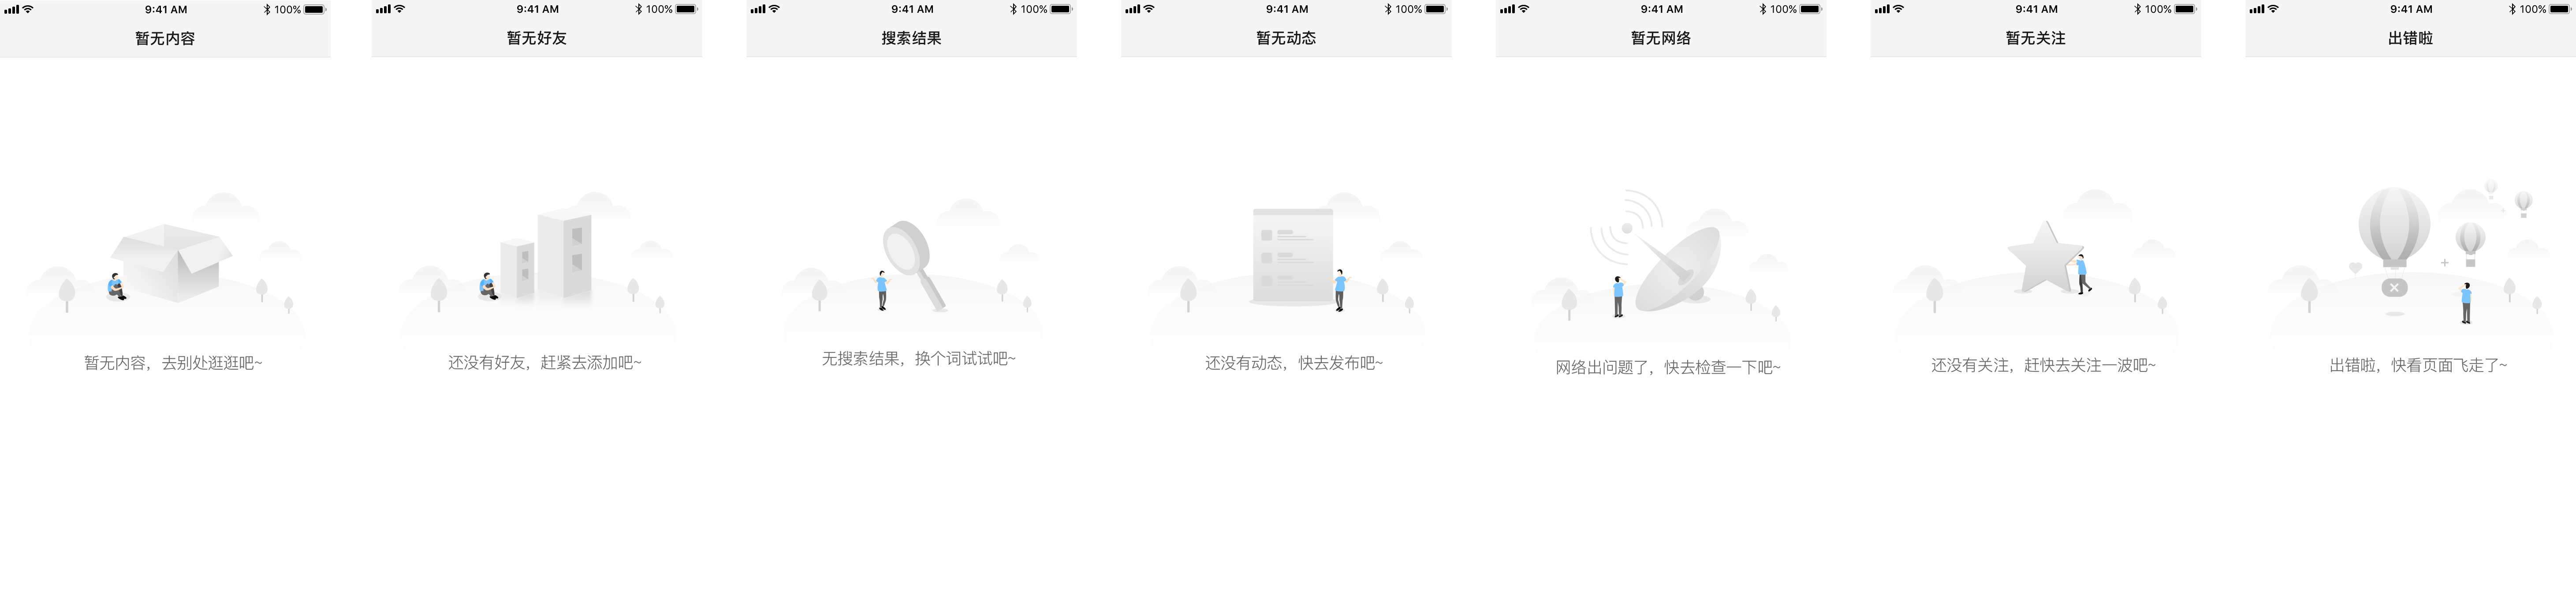 9:41 AM 100%
暂无内容
暂无内容，去别处逛逛吧~
9:41 AM 100%
暂无好友
还没有好友，赶紧去添加吧~
9:41 AM 100%
搜索结果
无搜索结果，换个词试试吧~
9:41 AM 100%
暂无动态
还没有动态，快去发布吧~
9:41 AM 100%
暂无网络
网络出问题了，快去检查一下吧~
9:41 AM 100%
暂无关注
还没有关注，赶快去关注一波吧~
9:41 AM 100%
出错啦
出错啦，快看页面飞走了~